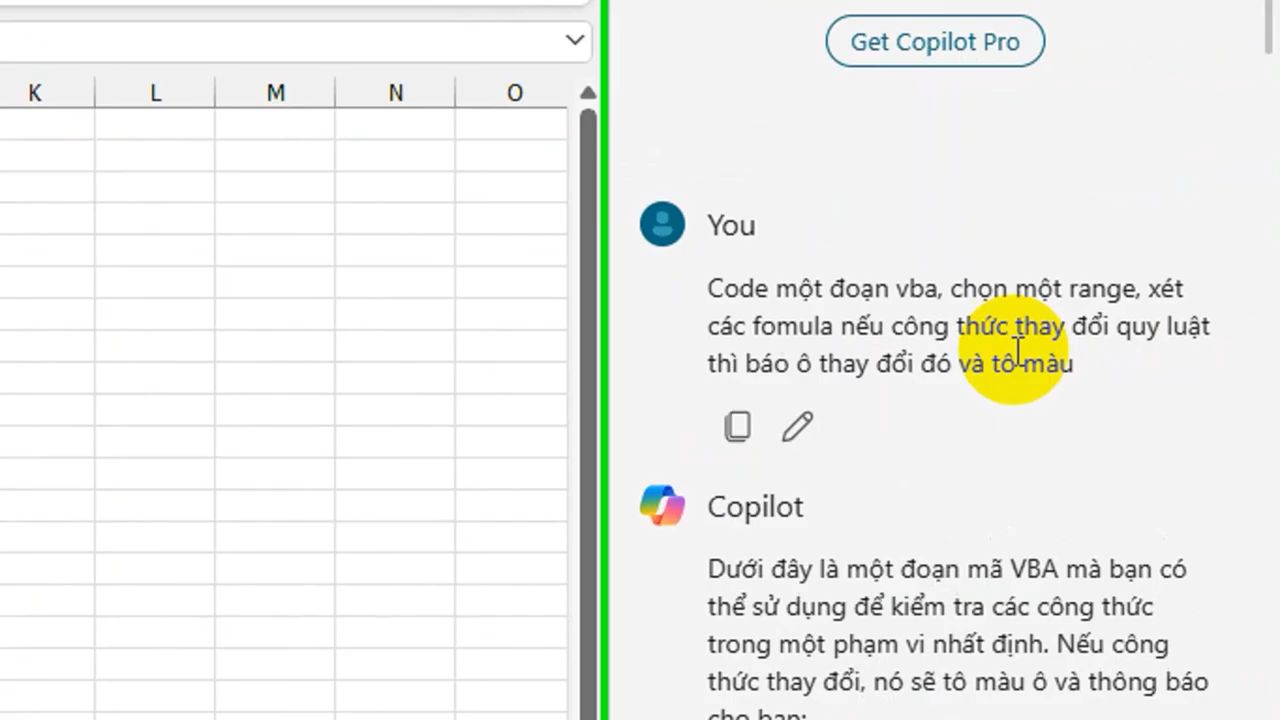 Get Copilot Pro
K L M N O
You
Code một đoạn vba, chọn một range, xét
các fomula nếu công thức thay đổi quy luật
thì báo ô thay đổi đó và tô màu
Copilot
Dưới đây là một đoạn mã VBA mà bạn có
thể sử dụng để kiểm tra các công thức
trong một phạm vi nhất định. Nếu công
thức thay đổi, nó sẽ tô màu ô và thông báo
cho bạn: